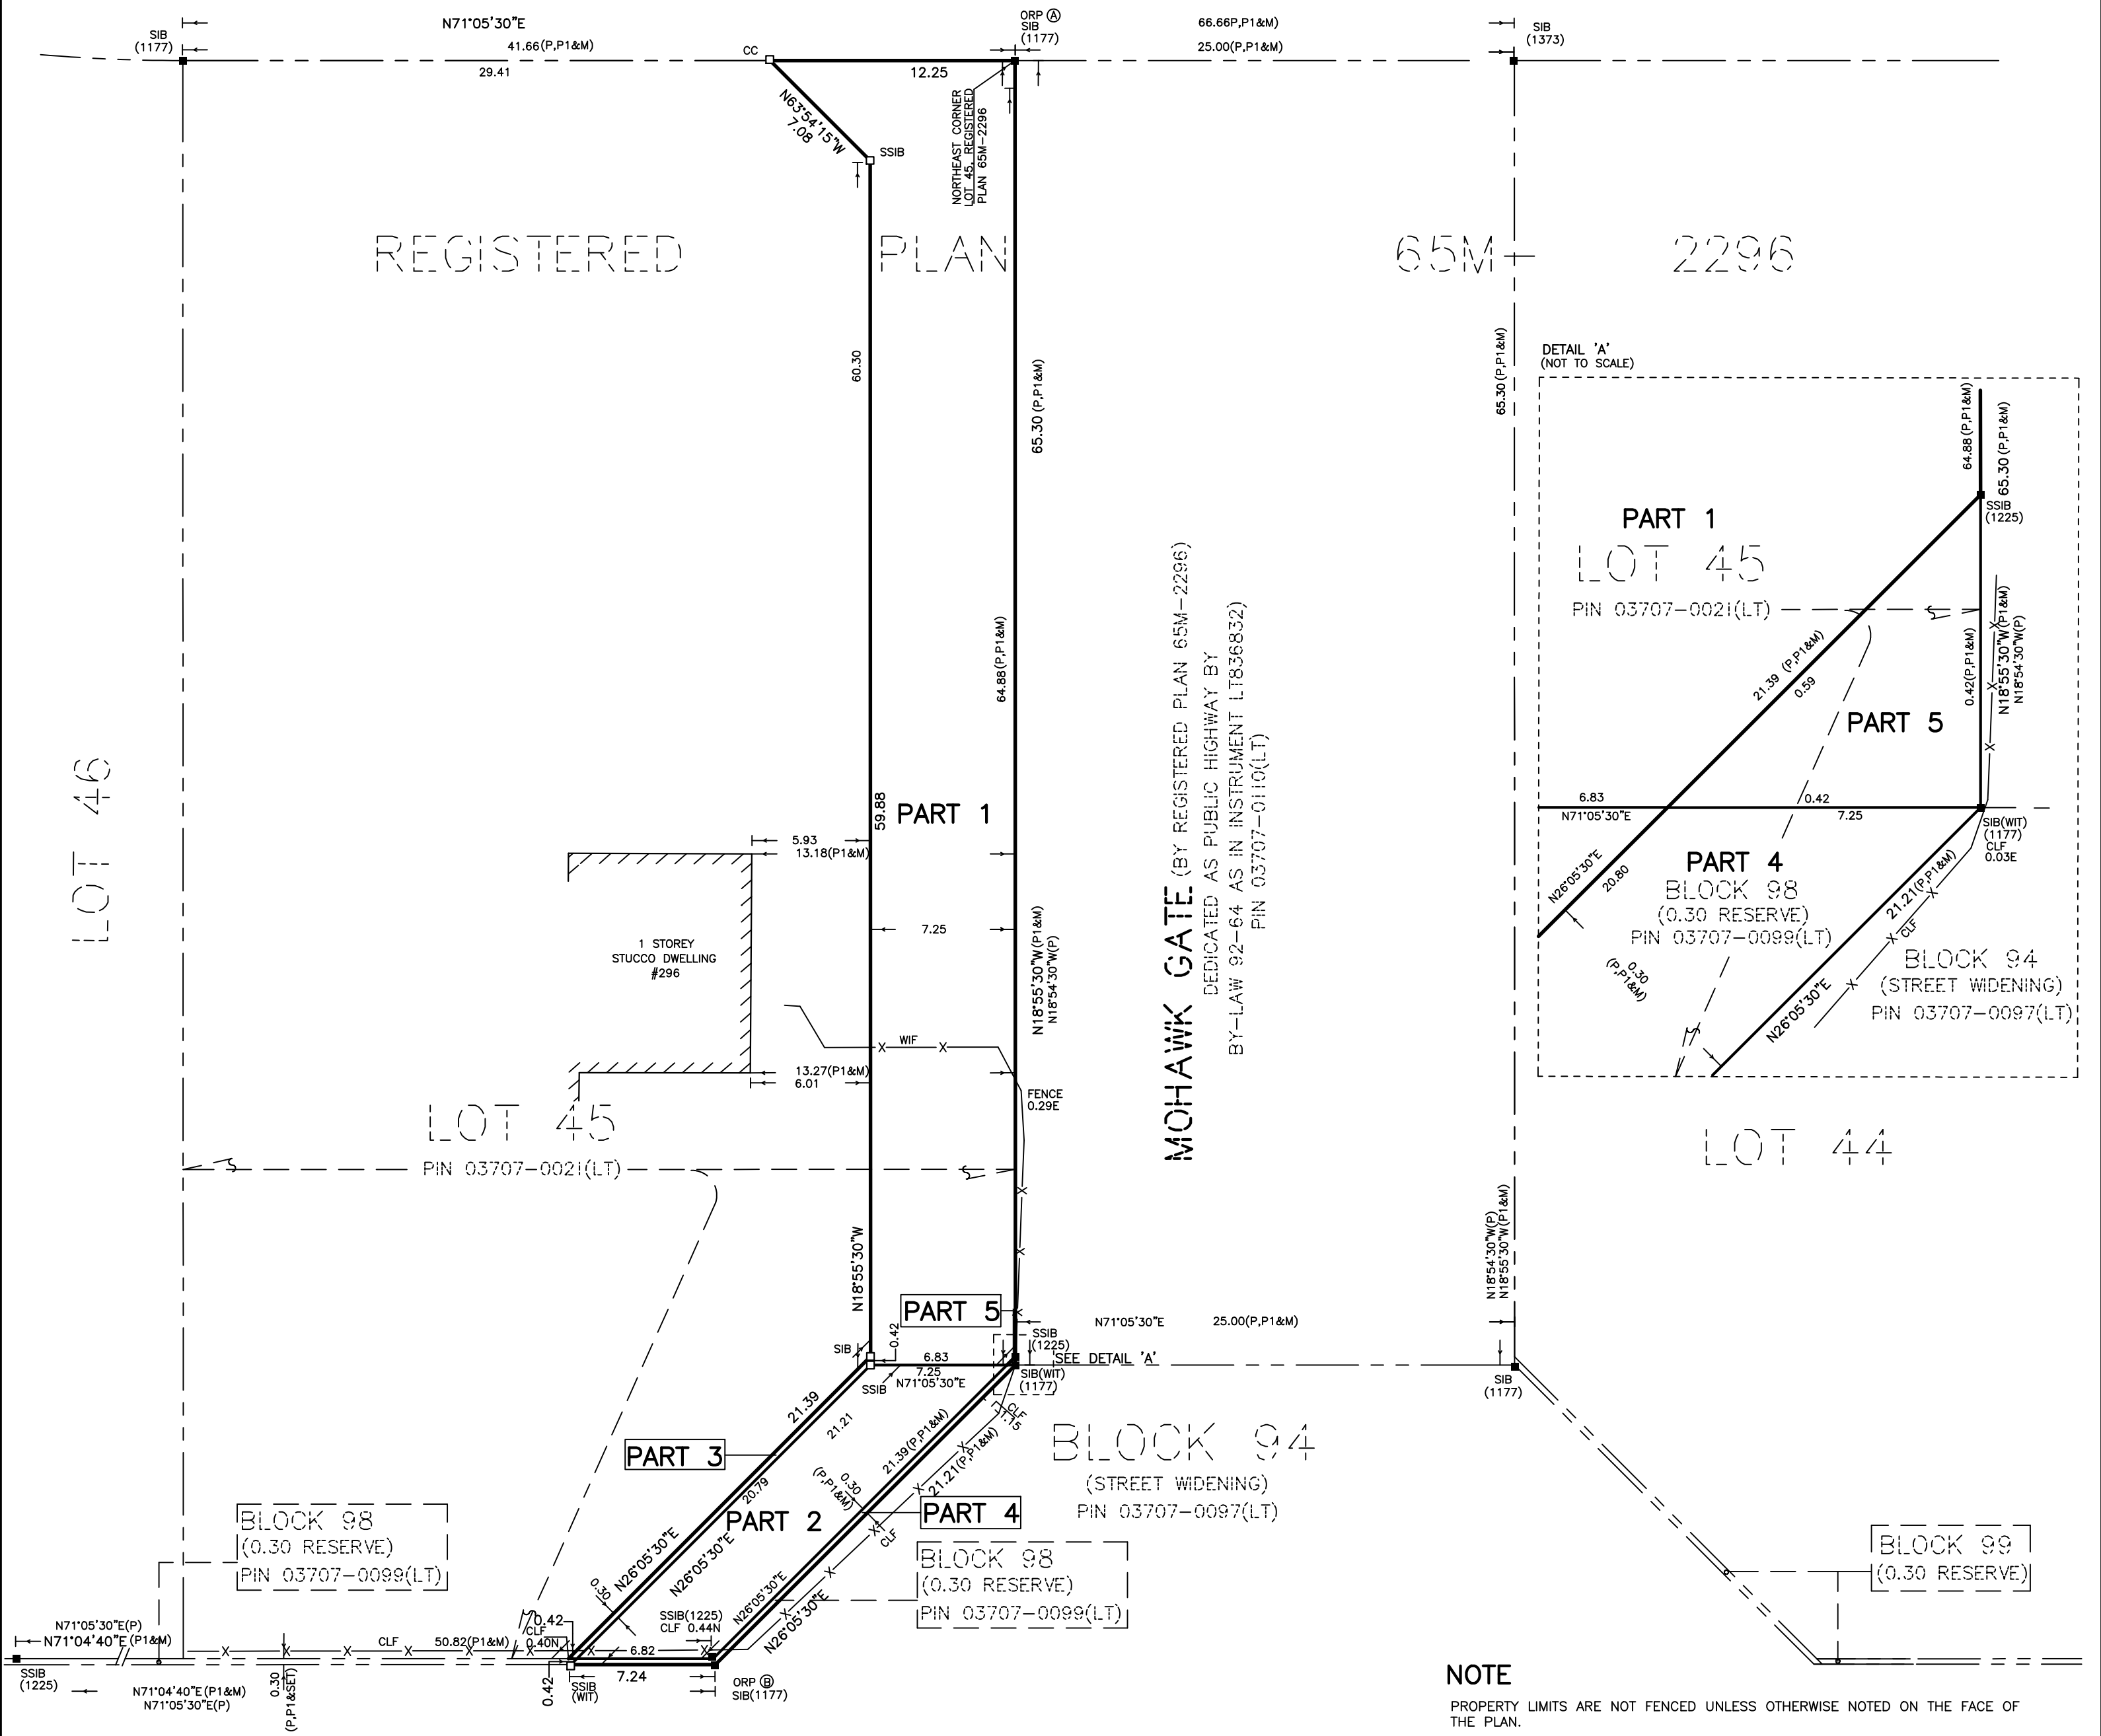 N71°05'30"E
ORP Ⓐ
SIB
(1177)
66.66P,P1&M)
SIB
(1177)
41.66(P,P1&M)
CC
25.00(P,P1&M)
SIB
(1373)
29.41
12.25
N63°54'15"W
7.08
SSIB
NORTHEAST CORNER
LOT 45, REGISTERED
PLAN 65M-2296
REGISTERED PLAN 65M- 2296
60.30
65.30 (P,P1&M)
65.30 (P,P1&M)
DETAIL 'A'
(NOT TO SCALE)
64.88 (P,P1&M)
65.30 (P,P1&M)
SSIB
(1225)
PART 1
LOT 45
PIN 03707-0021(LT)
21.39 (P,P1&M)
0.59
0.42(P,P1&M)
N18°55'30"W(P1&M)
N18°54'30"W(P)
PART 5
6.83
N71°05'30"E
0.42
7.25
SIB(WIT)
(1177)
CLF
0.03E
N26°05'30"E
20.80
PART 4
BLOCK 98
(0.30 RESERVE)
PIN 03707-0099(LT)
0.30
(P,P1&M)
21.21(P,P1&M)
CLF
N26°05'30"E
BLOCK 94
(STREET WIDENING)
PIN 03707-0097(LT)
LOT 46
64.88(P,P1&M)
59.88
PART 1
5.93
13.18(P1&M)
7.25
1 STOREY
STUCCO DWELLING
#296
WIF
13.27(P1&M)
6.01
FENCE
0.29E
N18°55'30"W(P1&M)
N18°54'30"W(P)
MOHAWK GATE (BY REGISTERED PLAN 65M-2296)
DEDICATED AS PUBLIC HIGHWAY BY
BY-LAW 92-64 AS IN INSTRUMENT LT836832)
PIN 03707-0110(LT)
LOT 45
PIN 03707-0021(LT)
LOT 44
N18°55'30"W
N18°54'30"W(P)
N18°55'30"W(P1&M)
PART 5
N71°05'30"E 25.00(P,P1&M)
SIB
0.42
6.83
7.25
N71°05'30"E
SSIB
SSIB
(1225)
SEE DETAIL 'A'
SIB(WIT)
(1177)
SIB
(1177)
CLF
1.15
21.39
21.21
PART 3
20.79
21.39(P,P1&M)
21.21(P,P1&M)
0.30
(P,P1&M)
CLF
PART 2
PART 4
BLOCK 94
(STREET WIDENING)
PIN 03707-0097(LT)
BLOCK 98
(0.30 RESERVE)
PIN 03707-0099(LT)
BLOCK 98
(0.30 RESERVE)
PIN 03707-0099(LT)
BLOCK 99
(0.30 RESERVE)
N26°05'30"E
N26°05'30"E
N26°05'30"E
N26°05'30"E
0.30
SSIB(1225)
CLF 0.44N
N71°05'30"E(P)
N71°04'40"E (P1&M)
CLF
50.82(P1&M)
0.42
CLF
0.40N
6.82
SSIB
(1225)
N71°04'40"E(P1&M)
N71°05'30"E(P)
0.30
(P,P1&SET)
0.42
SSIB
(WIT)
7.24
ORP Ⓑ
SIB(1177)
NOTE
PROPERTY LIMITS ARE NOT FENCED UNLESS OTHERWISE NOTED ON THE FACE OF
THE PLAN.